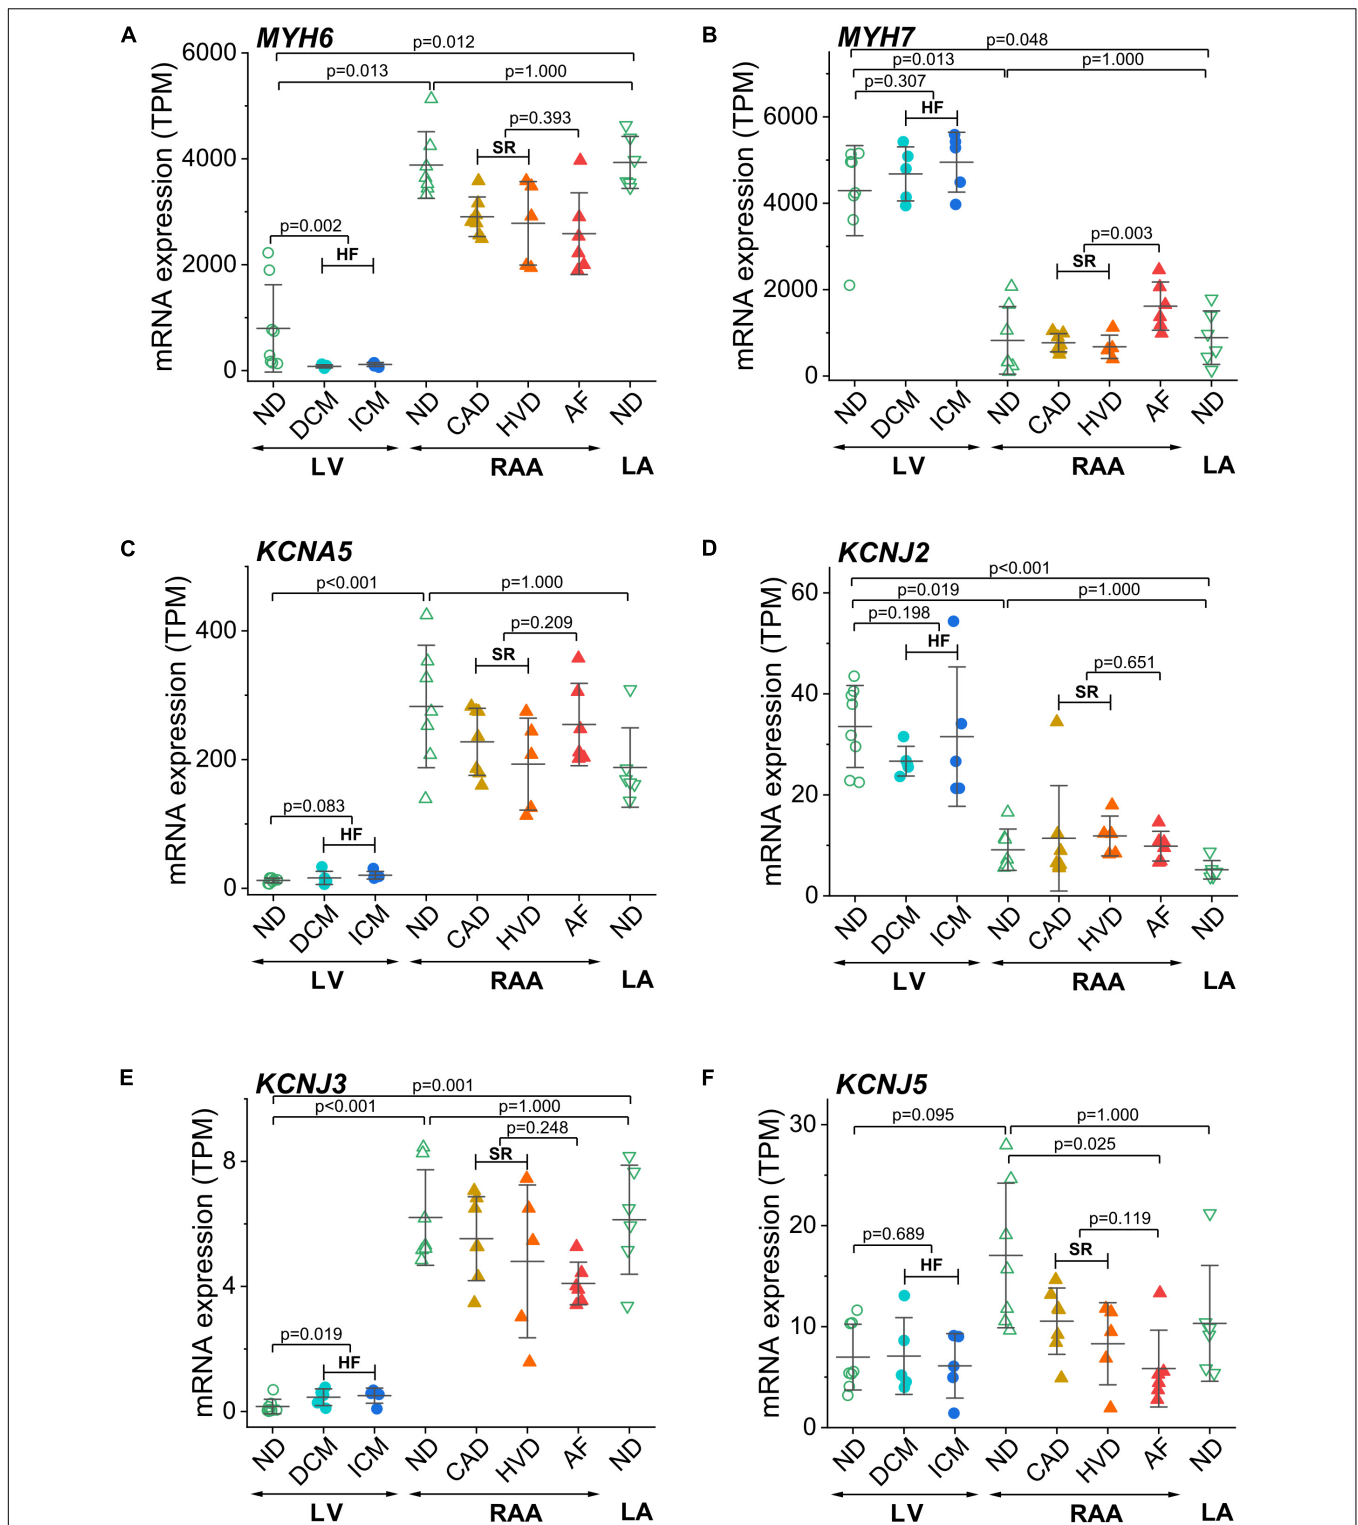 A
MYH6
mRNA expression (TPM)
6000
4000
2000
0
p=0.012
p=0.013
p=1.000
p=0.393
SR
p=0.002
HF
ND DCM ICM ND CAD HVD AF ND
LV RAA LA
B
MYH7
mRNA expression (TPM)
6000
4000
2000
0
p=0.048
p=0.013
p=1.000
p=0.307
HF
p=0.003
SR
ND DCM ICM ND CAD HVD AF ND
LV RAA LA
C
KCNA5
mRNA expression (TPM)
400
200
0
p<0.001
p=1.000
p=0.209
SR
p=0.083
HF
ND DCM ICM ND CAD HVD AF ND
LV RAA LA
D
KCNJ2
mRNA expression (TPM)
60
40
20
0
p<0.001
p=0.019
p=1.000
p=0.198
HF
p=0.651
SR
ND DCM ICM ND CAD HVD AF ND
LV RAA LA
E
KCNJ3
mRNA expression (TPM)
8
4
0
p=0.001
p<0.001
p=1.000
p=0.248
SR
p=0.019
HF
ND DCM ICM ND CAD HVD AF ND
LV RAA LA
F
KCNJ5
mRNA expression (TPM)
30
20
10
0
p=0.095
p=1.000
p=0.025
p=0.689
HF
p=0.119
SR
ND DCM ICM ND CAD HVD AF ND
LV RAA LA